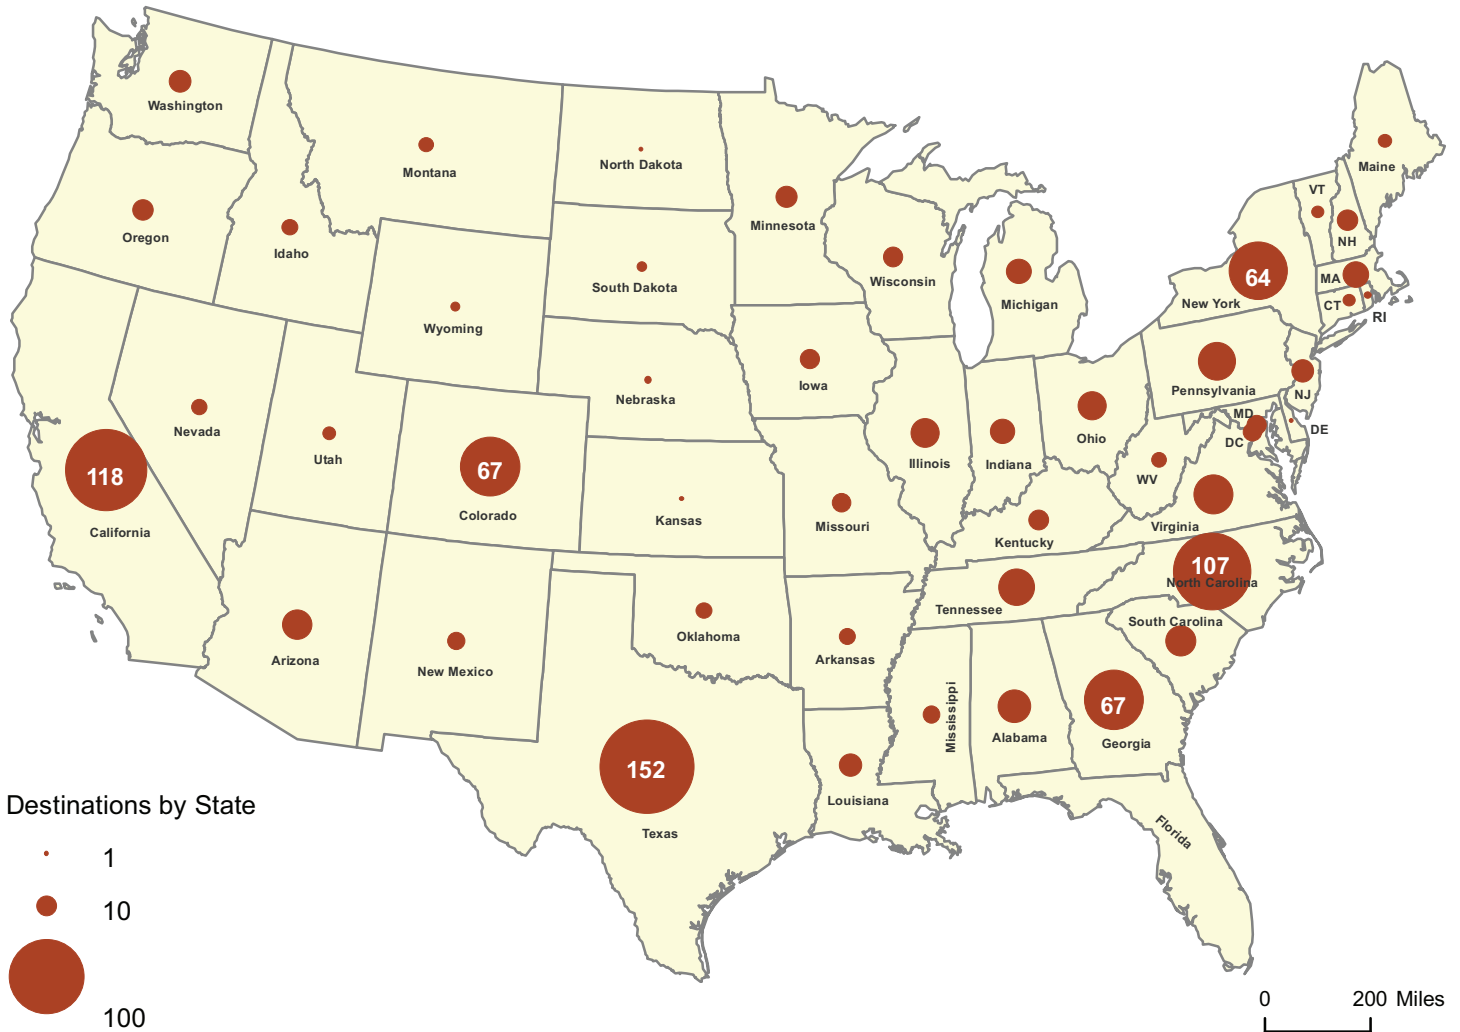 Washington
Montana
North Dakota
Minnesota
Maine
VT
NH
Oregon
Idaho
South Dakota
Wisconsin
Michigan
64
New York
MA
CT
RI
Wyoming
Nebraska
Iowa
Pennsylvania
NJ
Nevada
Utah
67
Colorado
Kansas
Missouri
Illinois
Indiana
Ohio
MD
DC
DE
WV
118
California
Virginia
Kentucky
107
North Carolina
Tennessee
South Carolina
Arizona
New Mexico
Oklahoma
Arkansas
Mississippi
Alabama
67
Georgia
152
Texas
Louisiana
Florida
Destinations by State
1
10
100
0 200 Miles